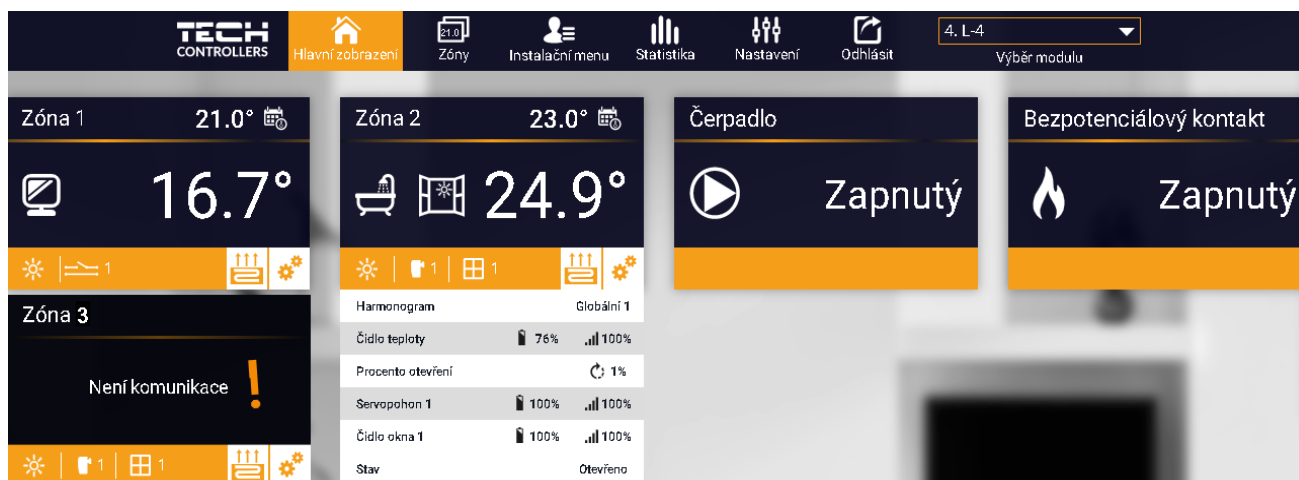 TECH
CONTROLLERS
Hlavní zobrazení
21.0
Zóny
Instalační menu
Statistika
Nastavení
Odhlásit
4. L-4
Výběr modulu
Zóna 1 21.0°
16.7°
1
Zóna 2 23.0°
24.9°
1 1
Harmonogram Globální 1
Čidlo teploty 76% 100%
Procento otevření 1%
Servopohon 1 100% 100%
Čidlo okna 1 100% 100%
Stav Otevřeno
Čerpadlo
Zapnutý
Bezpotenciálový kontakt
Zapnutý
Zóna 3
Není komunikace
1 1